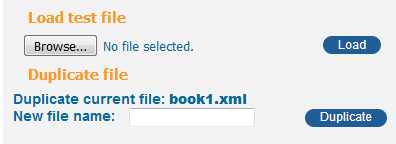 Load test file
Browse... No file selected. Load
Duplicate file
Duplicate current file: book1.xml
New file name: Duplicate